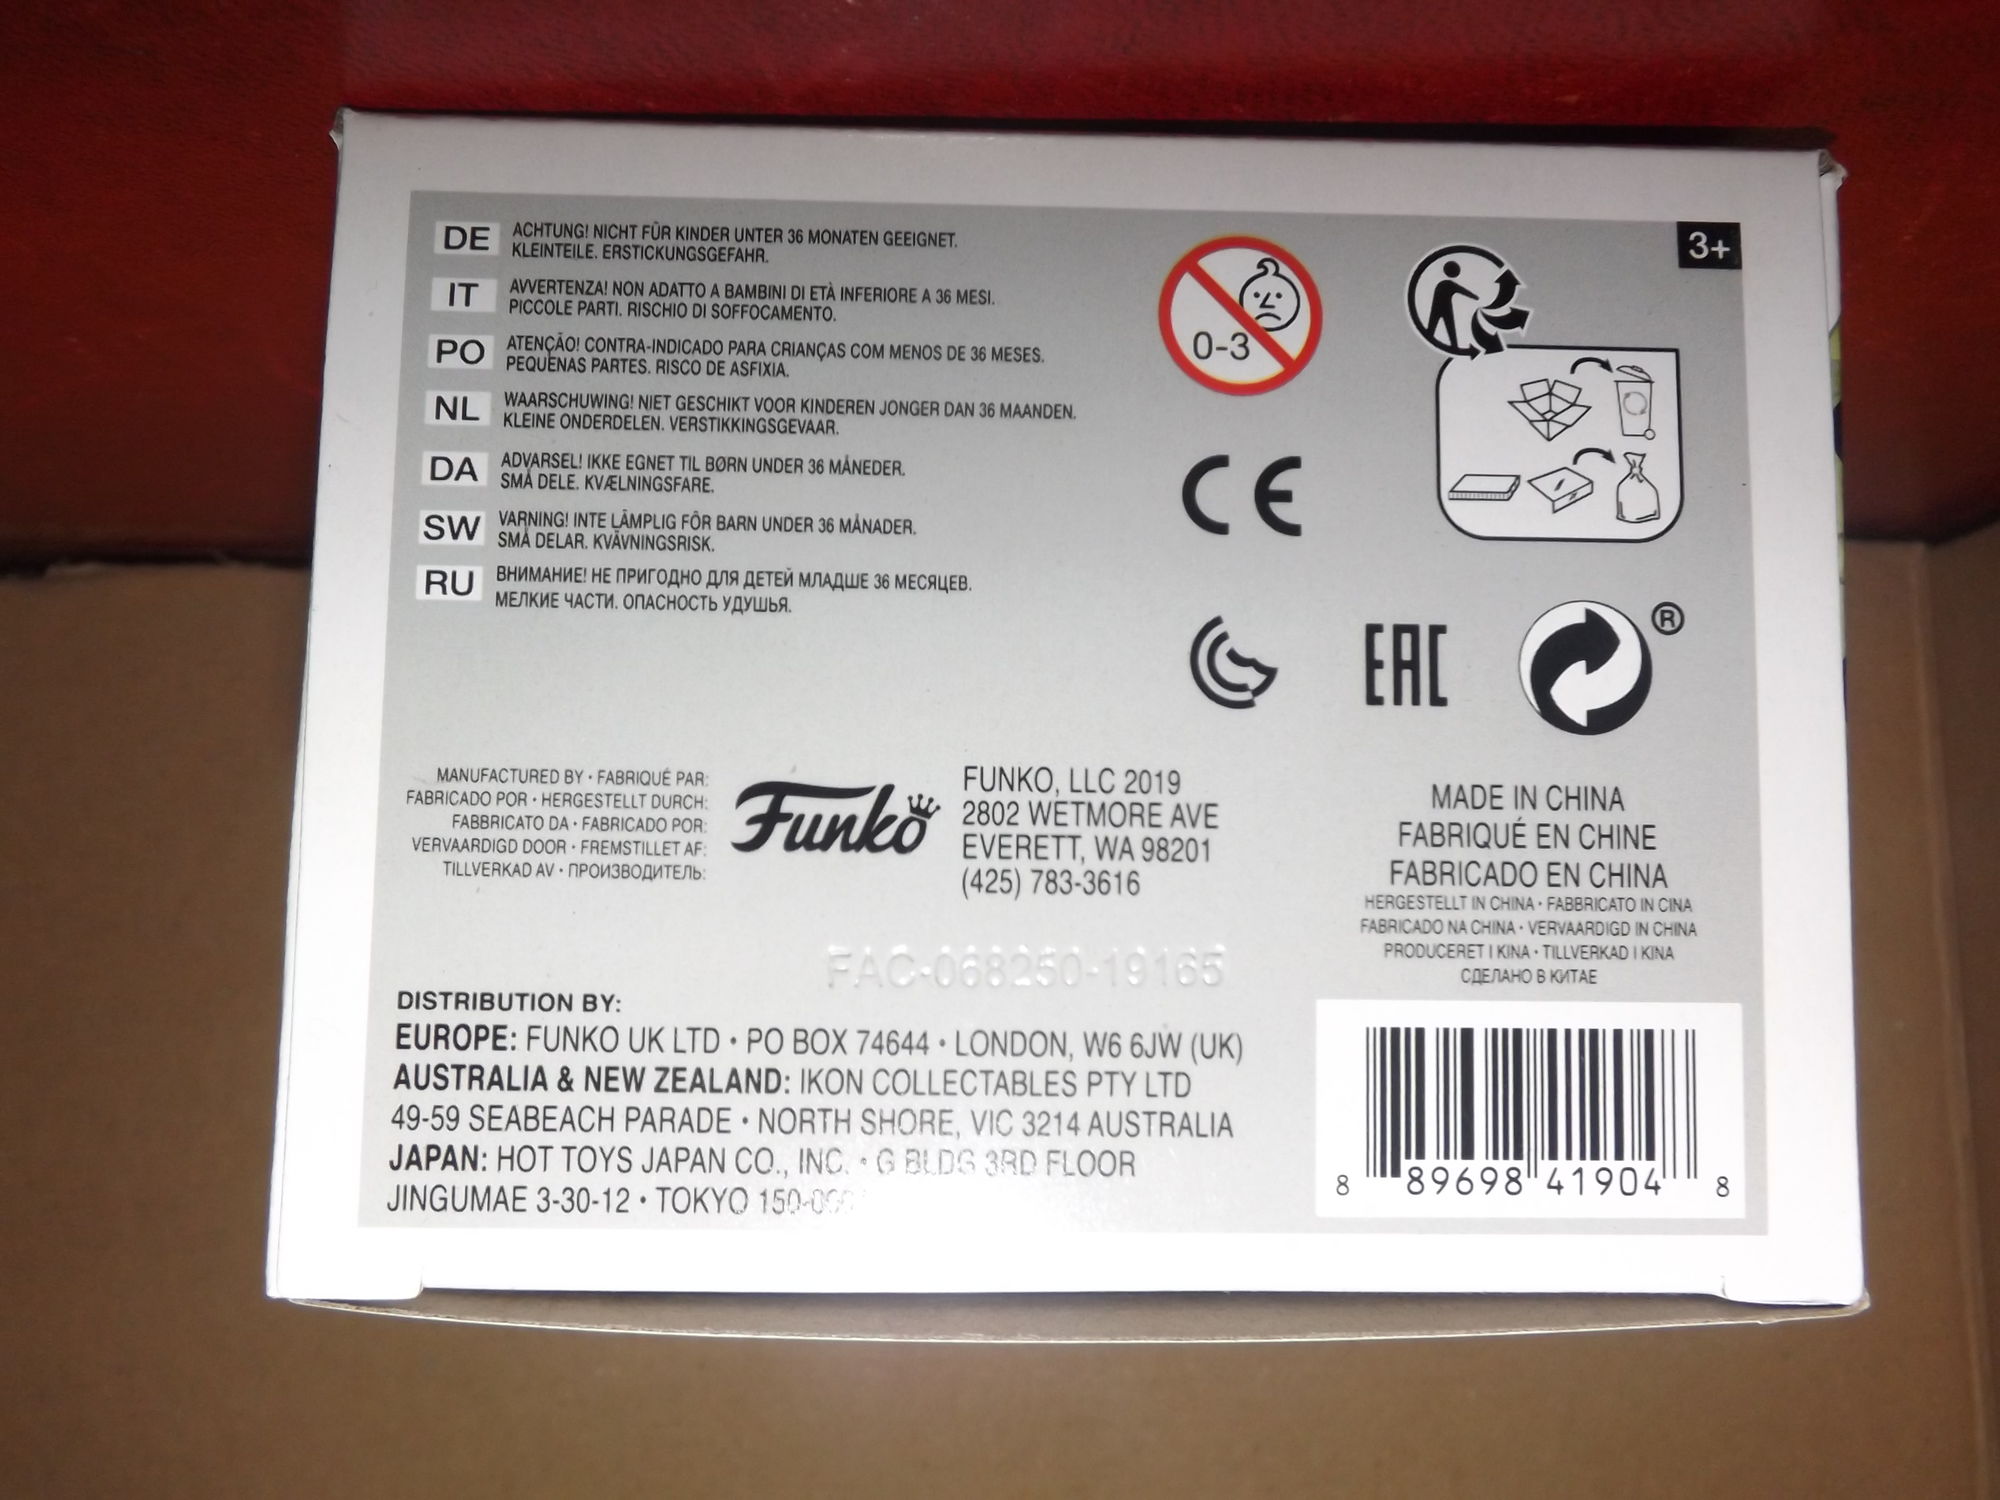 DE ACHTUNG! NICHT FÜR KINDER UNTER 36 MONATEN GEEIGNET.
KLEINTEILE. ERSTICKUNGSGEFAHR.
IT AVVERTENZA! NON ADATTO A BAMBINI DI ETÀ INFERIORE A 36 MESI.
PICCOLE PARTI. RISCHIO DI SOFFOCAMENTO.
PO ATENÇÃO! CONTRA-INDICADO PARA CRIANÇAS COM MENOS DE 36 MESES.
PEQUENAS PARTES. RISCO DE ASFIXIA.
NL WAARSCHUWING! NIET GESCHIKT VOOR KINDEREN JONGER DAN 36 MAANDEN.
KLEINE ONDERDELEN. VERSTIKKINGSGEVAAR.
DA ADVARSEL! IKKE EGNET TIL BØRN UNDER 36 MÅNEDER.
SMÅ DELE. KVÆLNINGSFARE.
SW VARNING! INTE LÄMPLIG FÖR BARN UNDER 36 MÅNADER.
SMÅ DELAR. KVÄVNINGSRISK.
RU ВНИМАНИЕ! НЕ ПРИГОДНО ДЛЯ ДЕТЕЙ МЛАДШЕ 36 МЕСЯЦЕВ.
МЕЛКИЕ ЧАСТИ. ОПАСНОСТЬ УДУШЬЯ.
0-3
3+
CE
EAC
®
MANUFACTURED BY • FABRIQUÉ PAR:
FABRICADO POR • HERGESTELLT DURCH:
FABBRICATO DA • FABRICADO POR:
VERVAARDIGD DOOR • FREMSTILLET AF:
TILLVERKAD AV • ПРОИЗВОДИТЕЛЬ:
Funko
FUNKO, LLC 2019
2802 WETMORE AVE
EVERETT, WA 98201
(425) 783-3616
MADE IN CHINA
FABRIQUÉ EN CHINE
FABRICADO EN CHINA
HERGESTELLT IN CHINA • FABBRICATO IN CINA
FABRICADO NA CHINA • VERVAARDIGD IN CHINA
PRODUCERET I KINA • TILLVERKAD I KINA
СДЕЛАНО В КИТАЕ
FAC-068250-19165
DISTRIBUTION BY:
EUROPE: FUNKO UK LTD • PO BOX 74644 • LONDON, W6 6JW (UK)
AUSTRALIA & NEW ZEALAND: IKON COLLECTABLES PTY LTD
49-59 SEABEACH PARADE • NORTH SHORE, VIC 3214 AUSTRALIA
JAPAN: HOT TOYS JAPAN CO., INC. • G BLDG 3RD FLOOR
JINGUMAE 3-30-12 • TOKYO
8 89698 41904 8